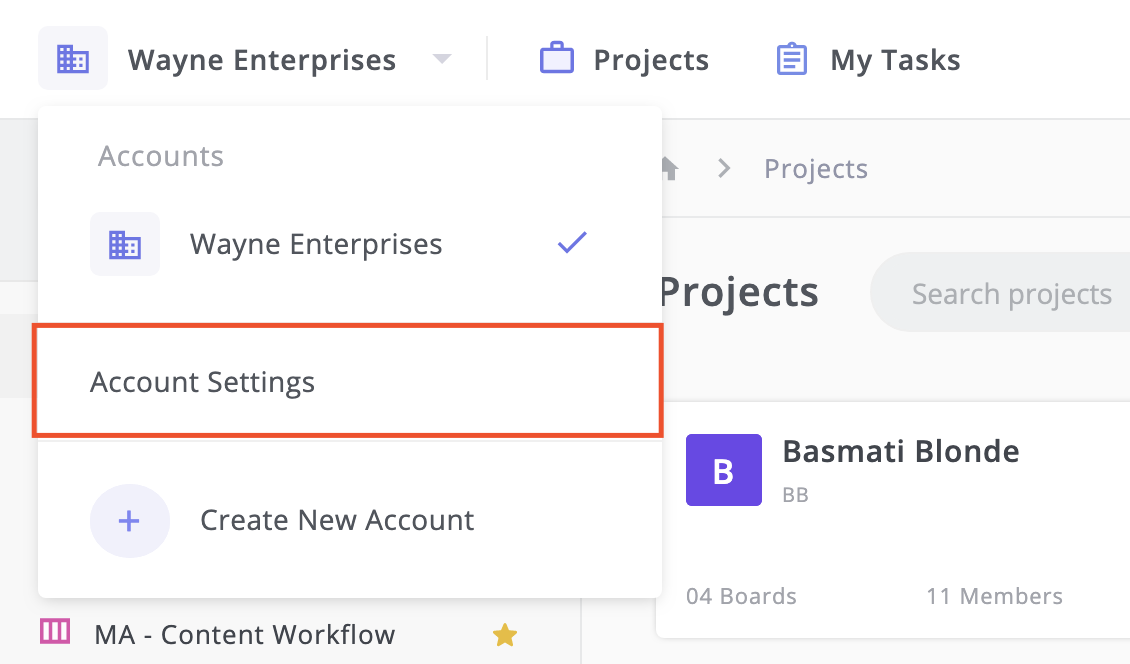 Wayne Enterprises
Projects
My Tasks
Accounts
Wayne Enterprises
Account Settings
Create New Account
Projects
Projects
Search projects
B
Basmati Blonde
BB
04 Boards
11 Members
MA - Content Workflow